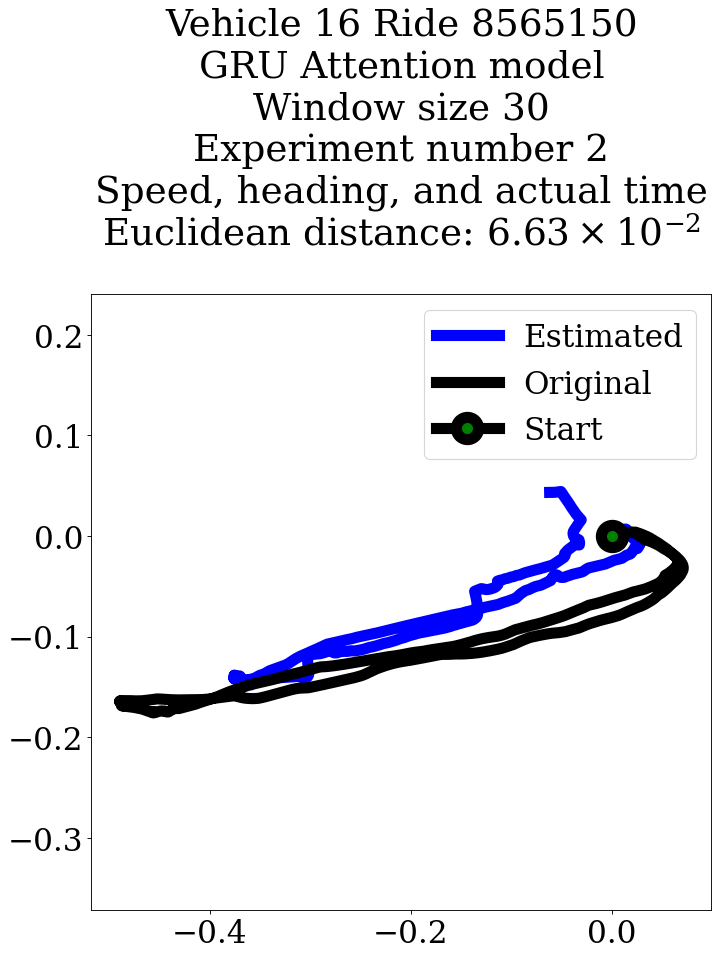 Vehicle 16 Ride 8565150
GRU Attention model
Window size 30
Experiment number 2
Speed, heading, and actual time
Euclidean distance: 6.63 × 10⁻²
Estimated
Original
Start
0.2
0.1
0.0
−0.1
−0.2
−0.3
−0.4
−0.2
0.0